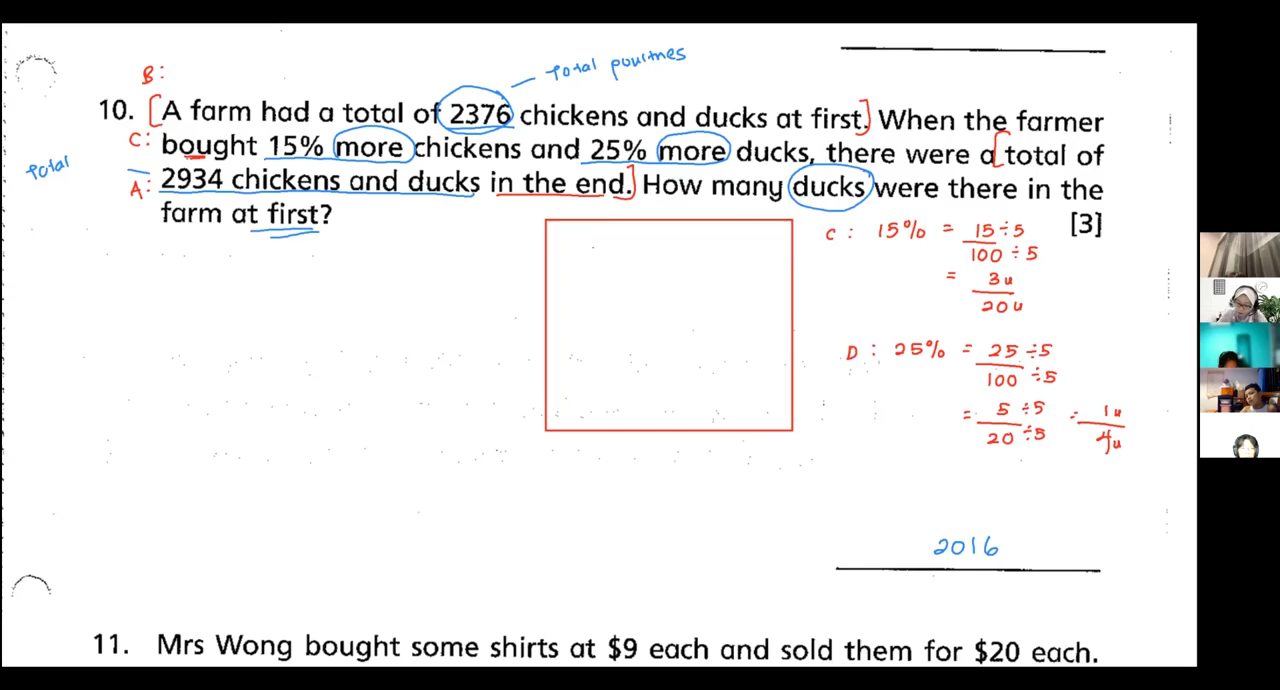 Total poultries
B:
10. [A farm had a total of 2376 chickens and ducks at first.] When the farmer
C: bought 15% more chickens and 25% more ducks, there were a [total of
Total
A: 2934 chickens and ducks in the end.] How many ducks were there in the
farm at first? [3]
C : 15% = 15 ÷5
100 ÷5
= 3u
20u
D : 25% = 25 ÷5
100 ÷5
= 5 ÷5 = 1u
20 ÷5 4u
2016
11. Mrs Wong bought some shirts at $9 each and sold them for $20 each.